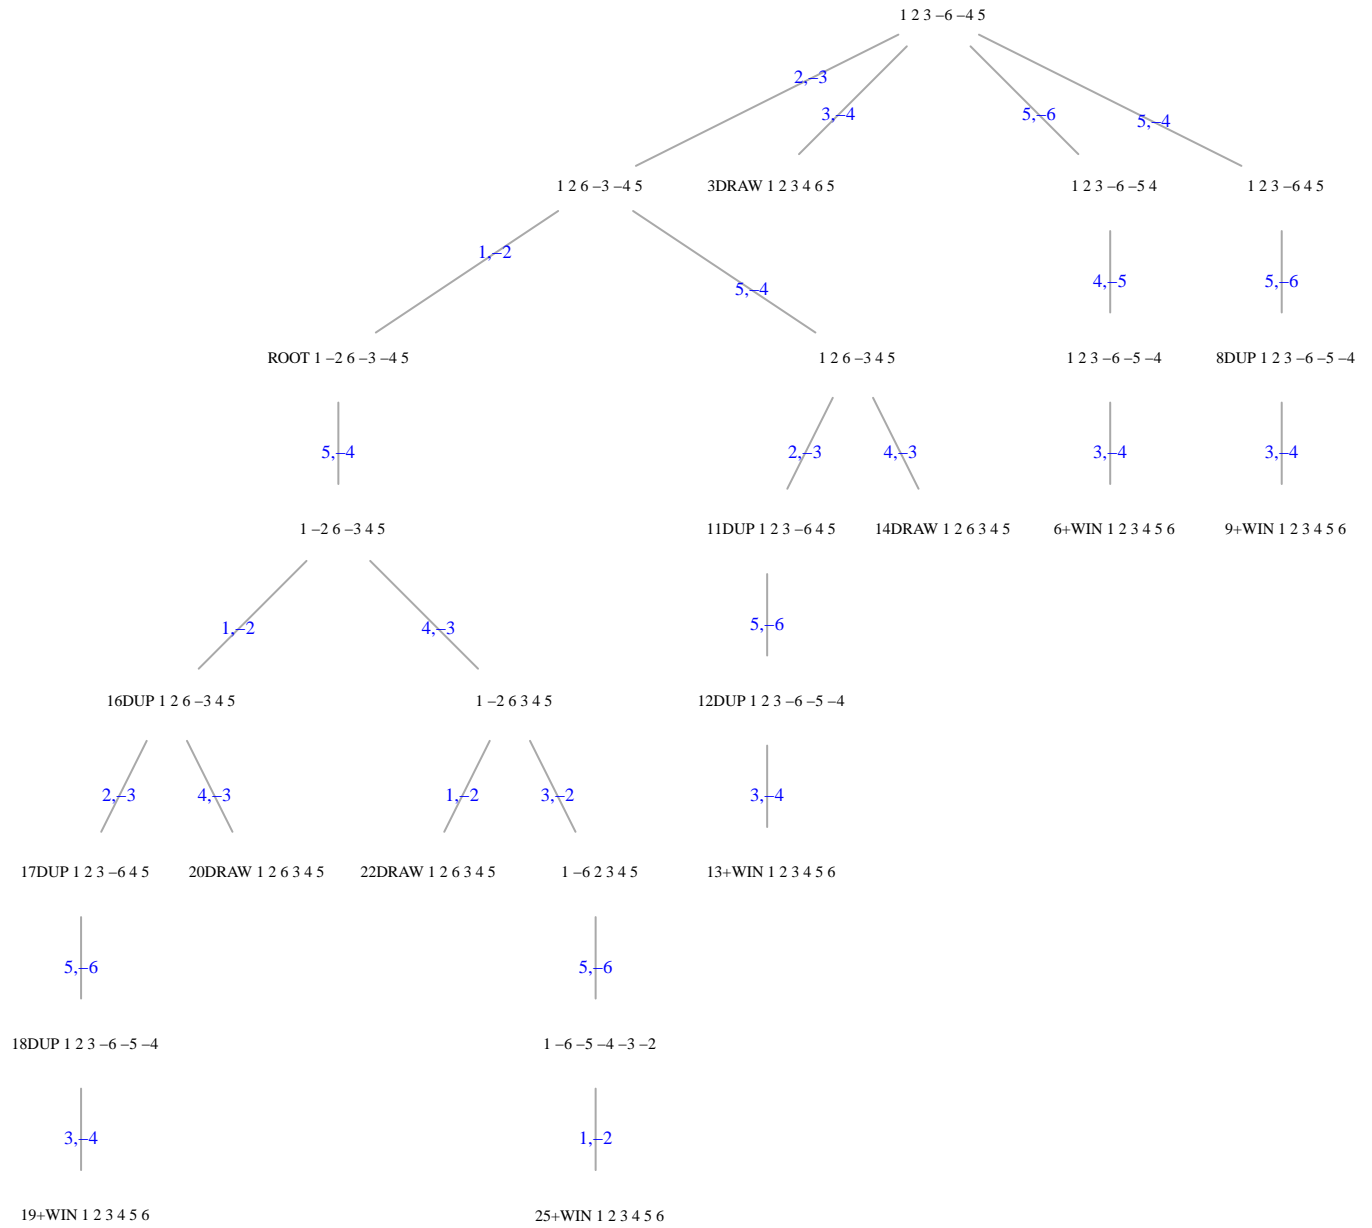 1 2 3 −6 −4 5
2,−3
3,−4
5,−6
5,−4
1 2 6 −3 −4 5
3DRAW 1 2 3 4 6 5
1 2 3 −6 −5 4
1 2 3 −6 4 5
1,−2
5,−4
4,−5
5,−6
ROOT 1 −2 6 −3 −4 5
1 2 6 −3 4 5
1 2 3 −6 −5 −4
8DUP 1 2 3 −6 −5 −4
5,−4
2,−3
4,−3
3,−4
3,−4
1 −2 6 −3 4 5
11DUP 1 2 3 −6 4 5
14DRAW 1 2 6 3 4 5
6+WIN 1 2 3 4 5 6
9+WIN 1 2 3 4 5 6
1,−2
4,−3
5,−6
16DUP 1 2 6 −3 4 5
1 −2 6 3 4 5
12DUP 1 2 3 −6 −5 −4
2,−3
4,−3
1,−2
3,−2
3,−4
17DUP 1 2 3 −6 4 5
20DRAW 1 2 6 3 4 5
22DRAW 1 2 6 3 4 5
1 −6 2 3 4 5
13+WIN 1 2 3 4 5 6
5,−6
5,−6
18DUP 1 2 3 −6 −5 −4
1 −6 −5 −4 −3 −2
3,−4
1,−2
19+WIN 1 2 3 4 5 6
25+WIN 1 2 3 4 5 6